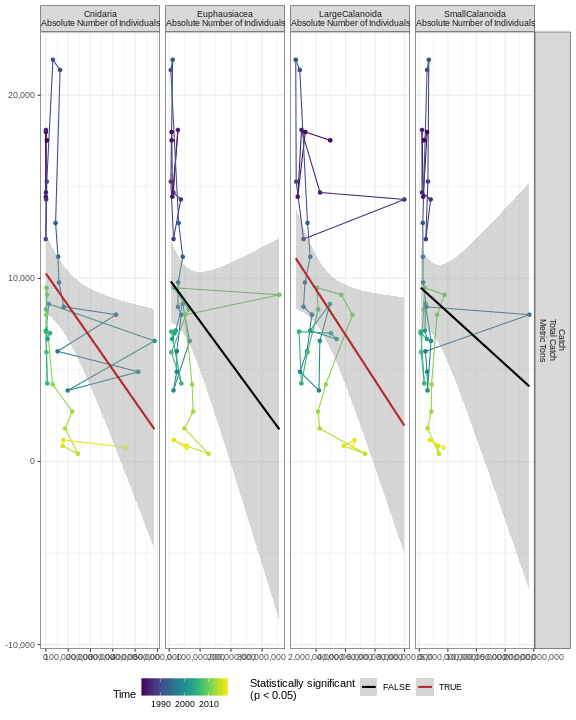 Cnidaria
Absolute Number of Individuals
Euphausiacea
Absolute Number of Individuals
LargeCalanoida
Absolute Number of Individuals
SmallCalanoida
Absolute Number of Individuals
20,000
10,000
0
-10,000
Catch
Total Catch
Metric Tons
Time
1990 2000 2010
Statistically significant
(p < 0.05)
FALSE
TRUE